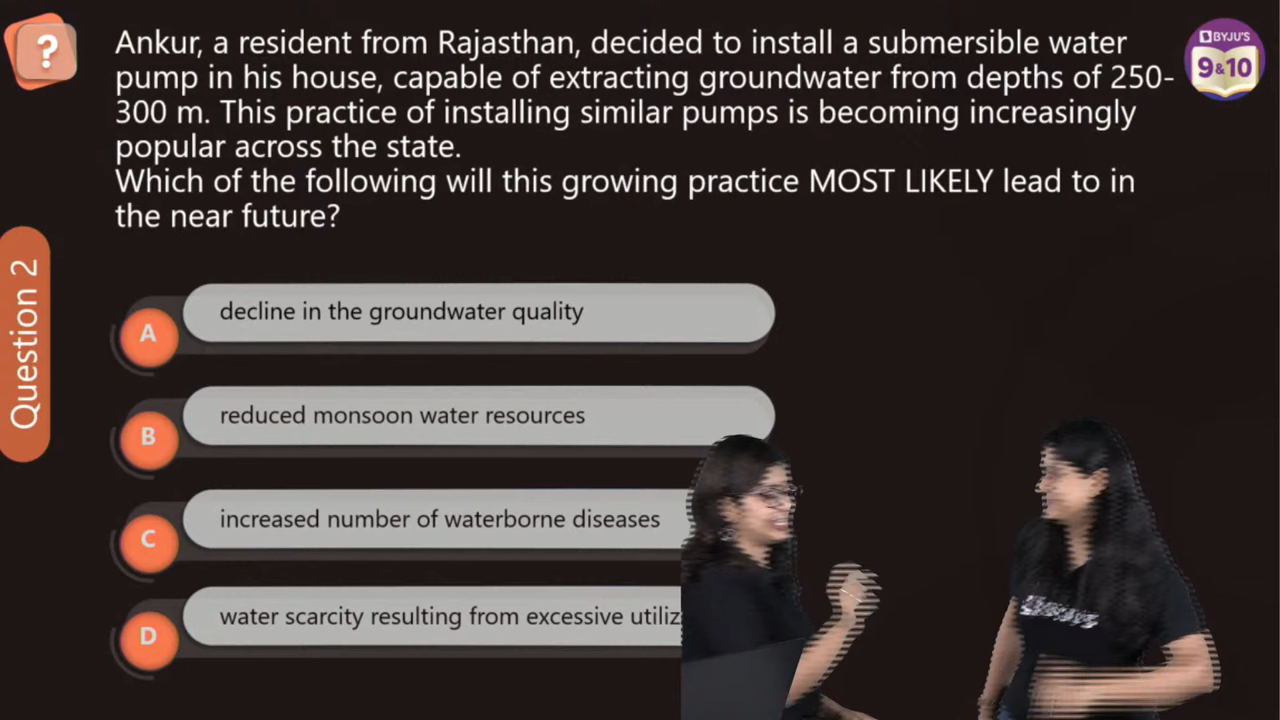 ?
Ankur, a resident from Rajasthan, decided to install a submersible water
pump in his house, capable of extracting groundwater from depths of 250-
300 m. This practice of installing similar pumps is becoming increasingly
popular across the state.
Which of the following will this growing practice MOST LIKELY lead to in
the near future?
BYJU'S
9&10
Question 2
A
decline in the groundwater quality
B
reduced monsoon water resources
C
increased number of waterborne diseases
D
water scarcity resulting from excessive